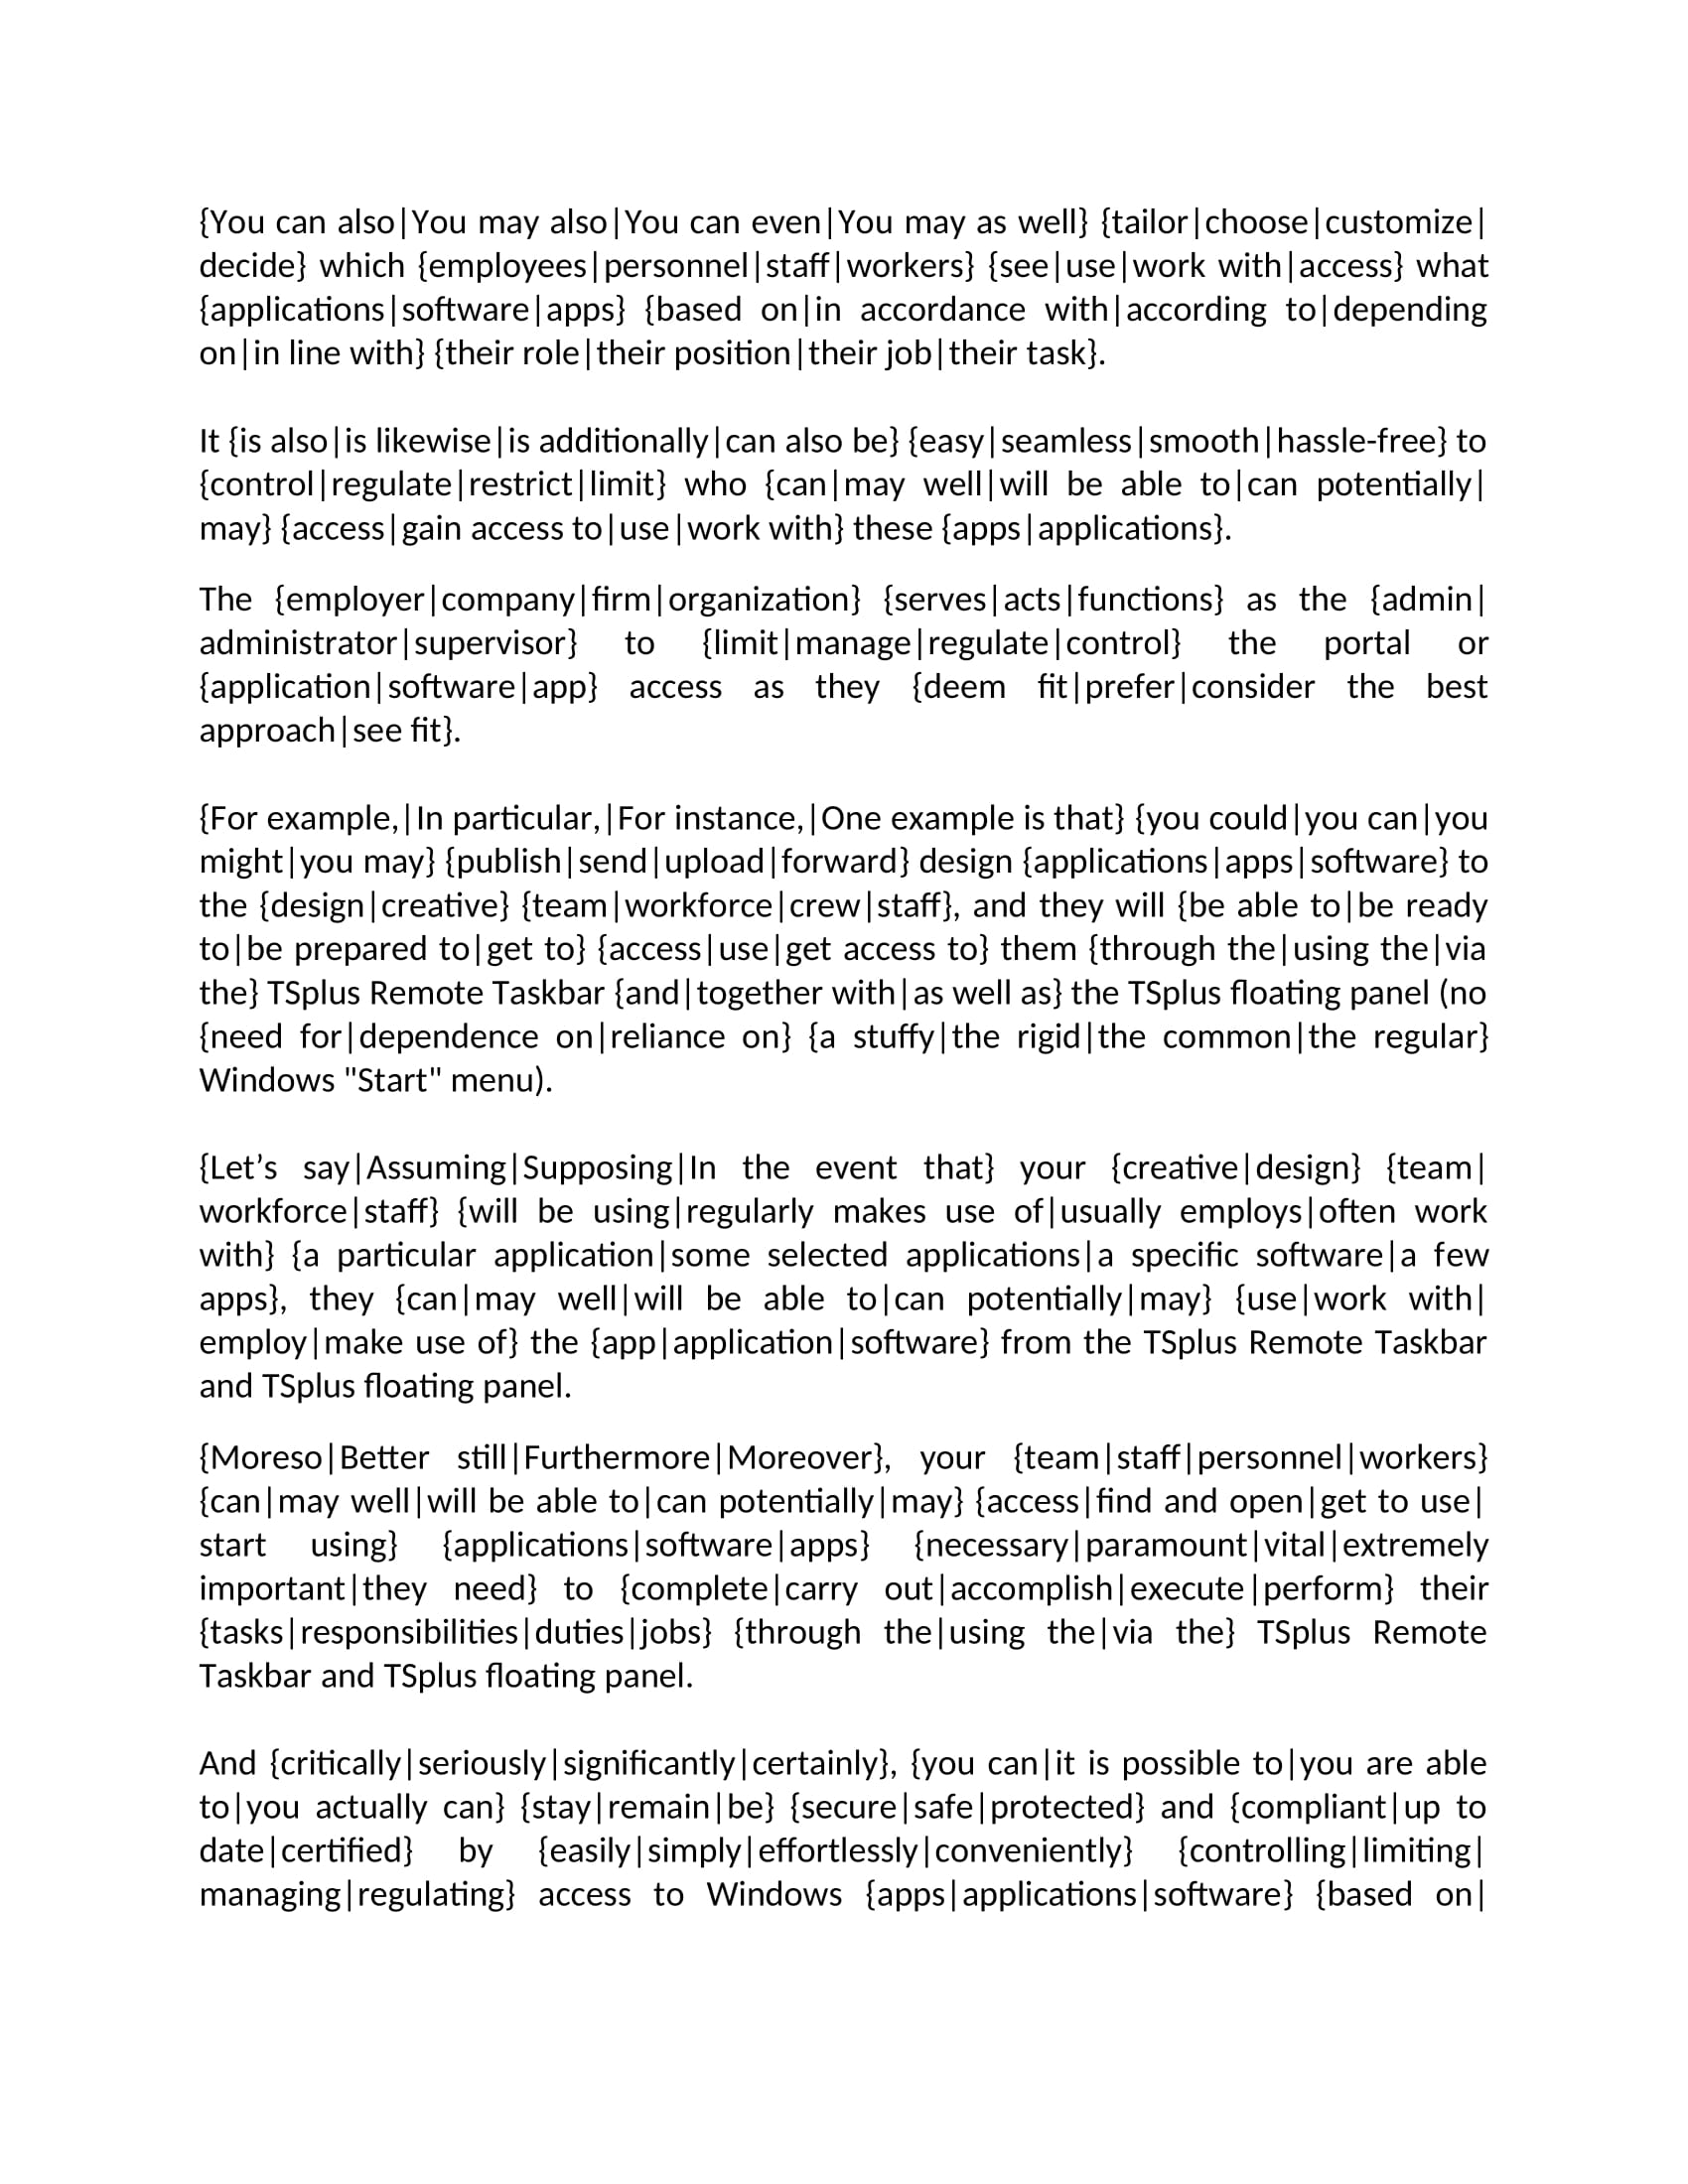 {You can also|You may also|You can even|You may as well} {tailor|choose|customize|
decide} which {employees|personnel|staff|workers} {see|use|work with|access} what
{applications|software|apps} {based on|in accordance with|according to|depending
on|in line with} {their role|their position|their job|their task}.
It {is also|is likewise|is additionally|can also be} {easy|seamless|smooth|hassle-free} to
{control|regulate|restrict|limit} who {can|may well|will be able to|can potentially|
may} {access|gain access to|use|work with} these {apps|applications}.
The {employer|company|firm|organization} {serves|acts|functions} as the {admin|
administrator|supervisor} to {limit|manage|regulate|control} the portal or
{application|software|app} access as they {deem fit|prefer|consider the best
approach|see fit}.
{For example,|In particular,|For instance,|One example is that} {you could|you can|you
might|you may} {publish|send|upload|forward} design {applications|apps|software} to
the {design|creative} {team|workforce|crew|staff}, and they will {be able to|be ready
to|be prepared to|get to} {access|use|get access to} them {through the|using the|via
the} TSplus Remote Taskbar {and|together with|as well as} the TSplus floating panel (no
{need for|dependence on|reliance on} {a stuffy|the rigid|the common|the regular}
Windows "Start" menu).
{Let’s say|Assuming|Supposing|In the event that} your {creative|design} {team|
workforce|staff} {will be using|regularly makes use of|usually employs|often work
with} {a particular application|some selected applications|a specific software|a few
apps}, they {can|may well|will be able to|can potentially|may} {use|work with|
employ|make use of} the {app|application|software} from the TSplus Remote Taskbar
and TSplus floating panel.
{Moreso|Better still|Furthermore|Moreover}, your {team|staff|personnel|workers}
{can|may well|will be able to|can potentially|may} {access|find and open|get to use|
start using} {applications|software|apps} {necessary|paramount|vital|extremely
important|they need} to {complete|carry out|accomplish|execute|perform} their
{tasks|responsibilities|duties|jobs} {through the|using the|via the} TSplus Remote
Taskbar and TSplus floating panel.
And {critically|seriously|significantly|certainly}, {you can|it is possible to|you are able
to|you actually can} {stay|remain|be} {secure|safe|protected} and {compliant|up to
date|certified} by {easily|simply|effortlessly|conveniently} {controlling|limiting|
managing|regulating} access to Windows {apps|applications|software} {based on|